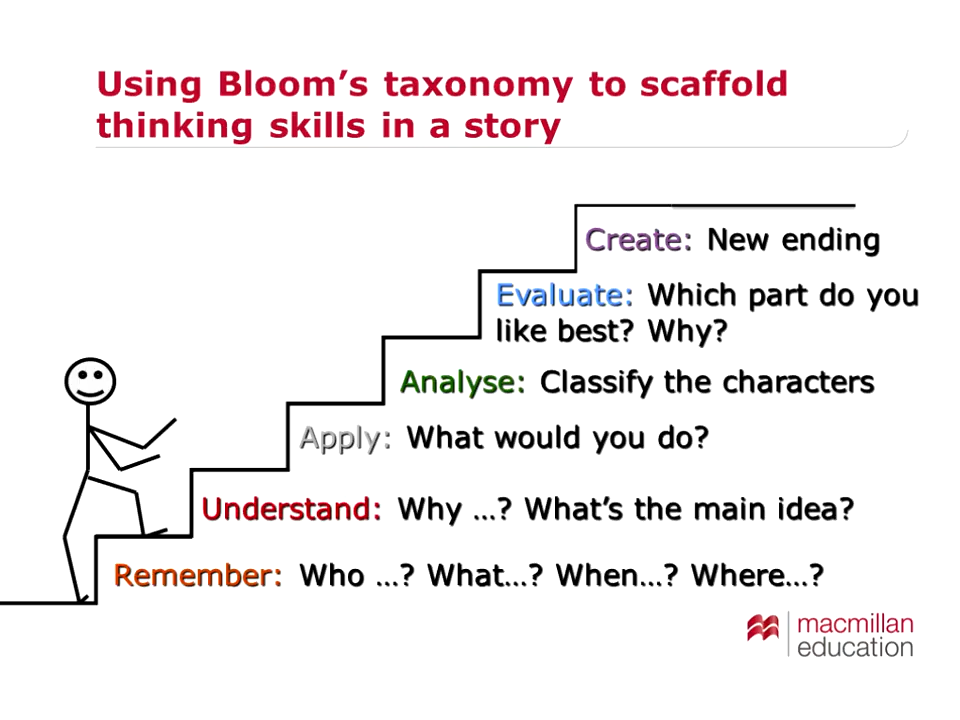 Using Bloom’s taxonomy to scaffold
thinking skills in a story
Create: New ending
Evaluate: Which part do you
like best? Why?
Analyse: Classify the characters
Apply: What would you do?
Understand: Why …? What’s the main idea?
Remember: Who …? What…? When…? Where…?
macmillan
education